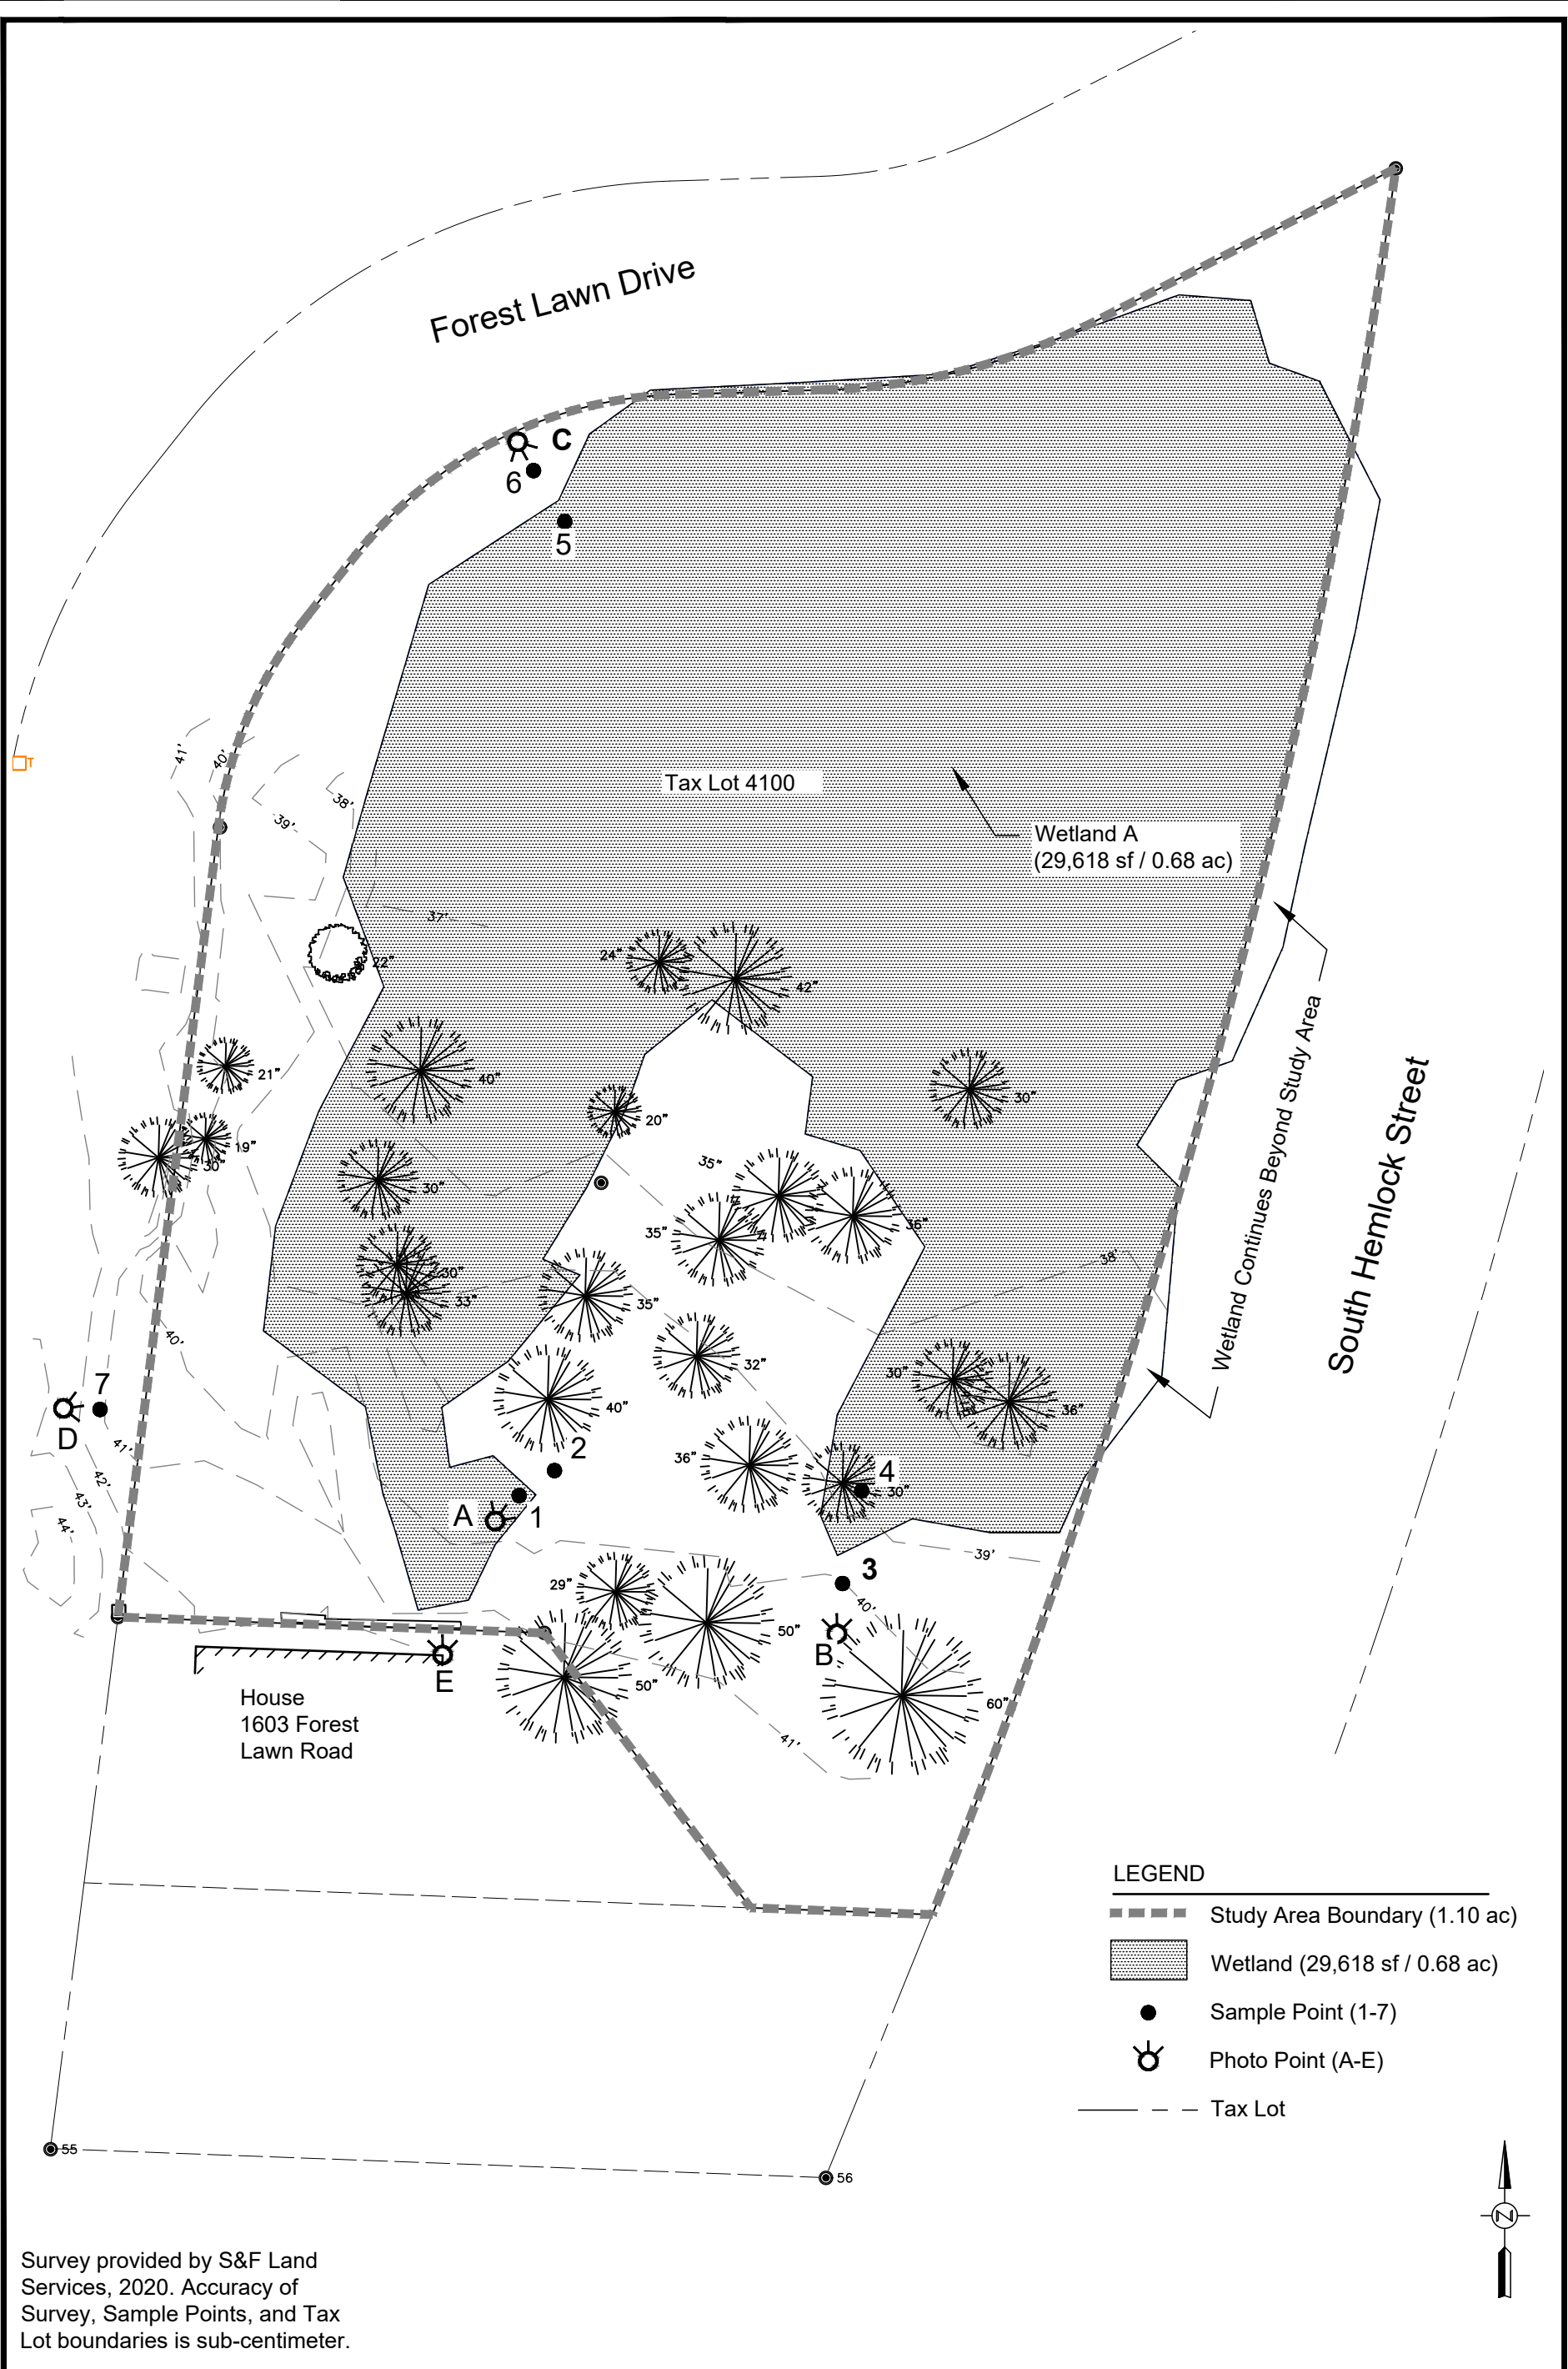 Forest Lawn Drive
C
6
5
41'
40'
T
38'
39'
Tax Lot 4100
Wetland A
(29,618 sf / 0.68 ac)
37'
22"
24"
42"
40"
30"
21"
20"
19"
30"
30"
35"
36"
35"
30"
33"
35"
38'
Wetland Continues Beyond Study Area
South Hemlock Street
40'
32"
30"
36"
40"
7
D
41'
42'
43'
44'
2
36"
4
30"
A
1
39'
3
29"
40'
50"
B
E
50"
60"
41'
House
1603 Forest
Lawn Road
LEGEND
Study Area Boundary (1.10 ac)
Wetland (29,618 sf / 0.68 ac)
Sample Point (1-7)
Photo Point (A-E)
Tax Lot
55
56
N
Survey provided by S&F Land
Services, 2020. Accuracy of
Survey, Sample Points, and Tax
Lot boundaries is sub-centimeter.